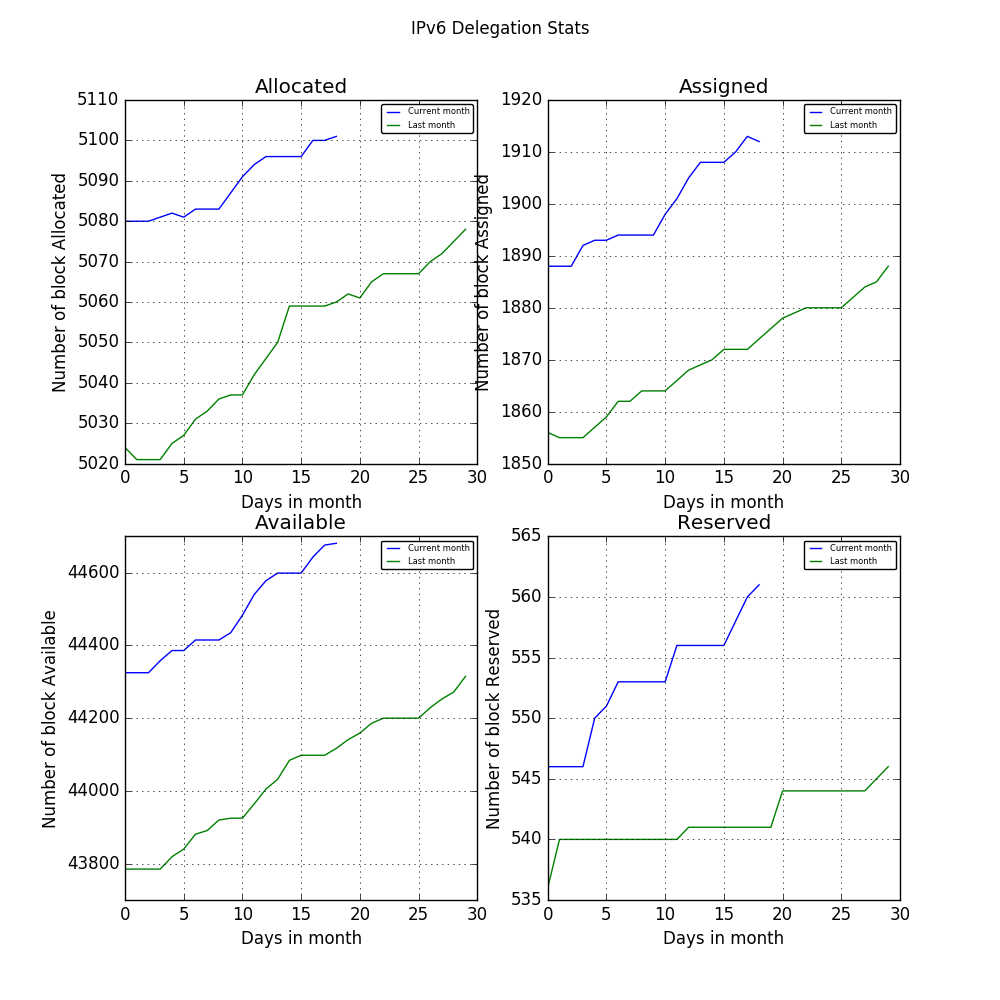 IPv6 Delegation Stats
Allocated
Number of block Allocated
5110
5100
5090
5080
5070
5060
5050
5040
5030
5020
Current month
Last month
0 5 10 15 20 25 30
Days in month
Assigned
Number of block Assigned
1920
1910
1900
1890
1880
1870
1860
1850
Current month
Last month
0 5 10 15 20 25 30
Days in month
Available
Number of block Available
44600
44400
44200
44000
43800
Current month
Last month
0 5 10 15 20 25 30
Days in month
Reserved
Number of block Reserved
565
560
555
550
545
540
535
Current month
Last month
0 5 10 15 20 25 30
Days in month